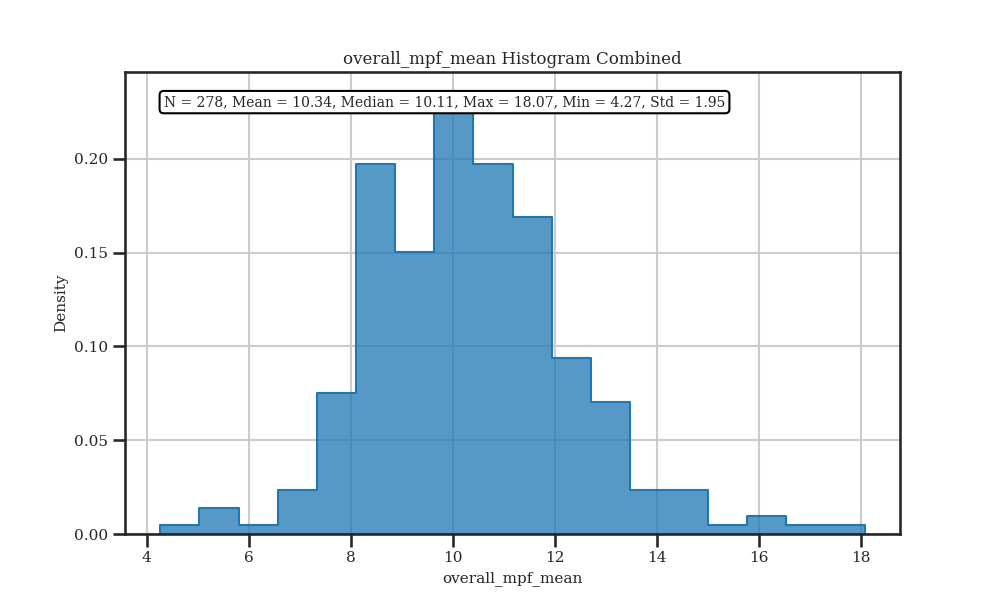 overall_mpf_mean Histogram Combined
N = 278, Mean = 10.34, Median = 10.11, Max = 18.07, Min = 4.27, Std = 1.95
0.20
0.15
0.10
0.05
0.00
Density
4 6 8 10 12 14 16 18
overall_mpf_mean